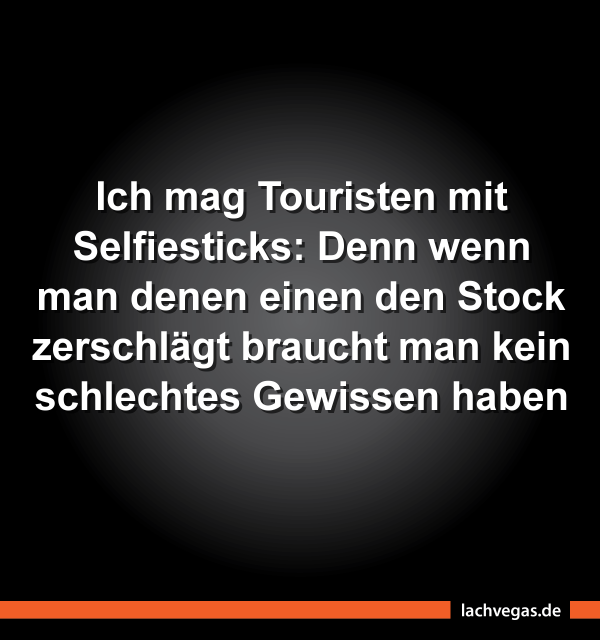 Ich mag Touristen mit
Selfiesticks: Denn wenn
man denen einen den Stock
zerschlägt braucht man kein
schlechtes Gewissen haben
lachvegas.de